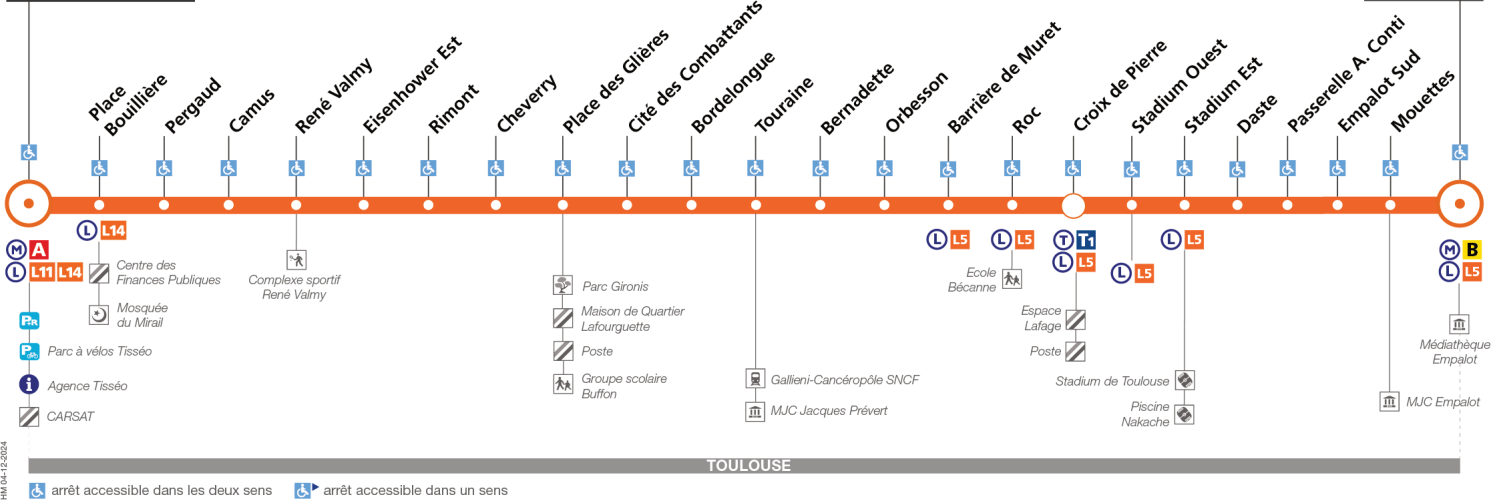 Place
Bouillière
Pergaud
Camus
René Valmy
Eisenhower Est
Rimont
Cheverry
Place des Glières
Cité des Combattants
Bordelongue
Touraine
Bernadette
Orbesson
Barrière de Muret
Roc
Croix de Pierre
Stadium Ouest
Stadium Est
Daste
Passerelle A. Conti
Empalot Sud
Mouettes
M A
L L11 L14
P+R
P
Parc à vélos Tisséo
i
Agence Tisséo
CARSAT
L L14
Centre des
Finances Publiques
Mosquée
du Mirail
Complexe sportif
René Valmy
Parc Gironis
Maison de Quartier
Lafourguette
Poste
Groupe scolaire
Buffon
Gallieni-Cancéropôle SNCF
MJC Jacques Prévert
L L5
L L5
Ecole
Bécanne
T T1
L L5
Espace
Lafage
Poste
L L5
L L5
Stadium de Toulouse
Piscine
Nakache
MJC Empalot
M B
L L5
Médiathèque
Empalot
TOULOUSE
HM 04-12-2024
arrêt accessible dans les deux sens
arrêt accessible dans un sens